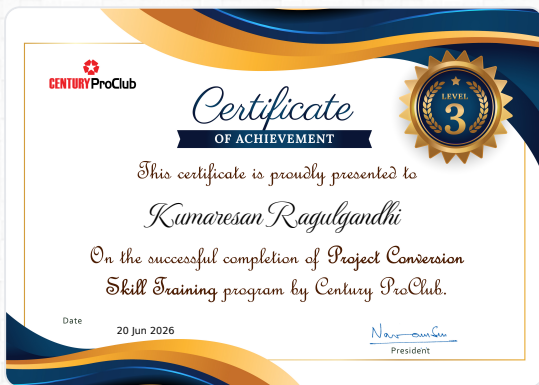 CENTURY ProClub
Certificate
OF ACHIEVEMENT
LEVEL
3
This certificate is proudly presented to
Kumaresan Ragulgandhi
On the successful completion of Project Conversion
Skill Training program by Century ProClub.
Date
20 Jun 2026
President